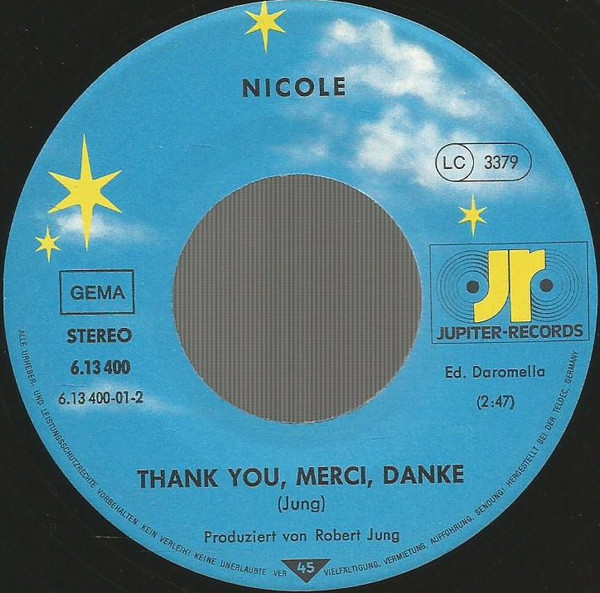 NICOLE
LC 3379
GEMA
STEREO
6.13 400
6.13 400-01-2
jr
JUPITER-RECORDS
Ed. Daromella
(2:47)
THANK YOU, MERCI, DANKE
(Jung)
Produziert von Robert Jung
45
ALLE URHEBER- UND LEISTUNGSSCHUTZRECHTE VORBEHALTEN. KEIN VERLEIH! KEINE UNERLAUBTE VERVIELFÄLTIGUNG, VERMIETUNG, AUFFÜHRUNG, SENDUNG! HERGESTELLT BEI DER TELDEC, GERMANY